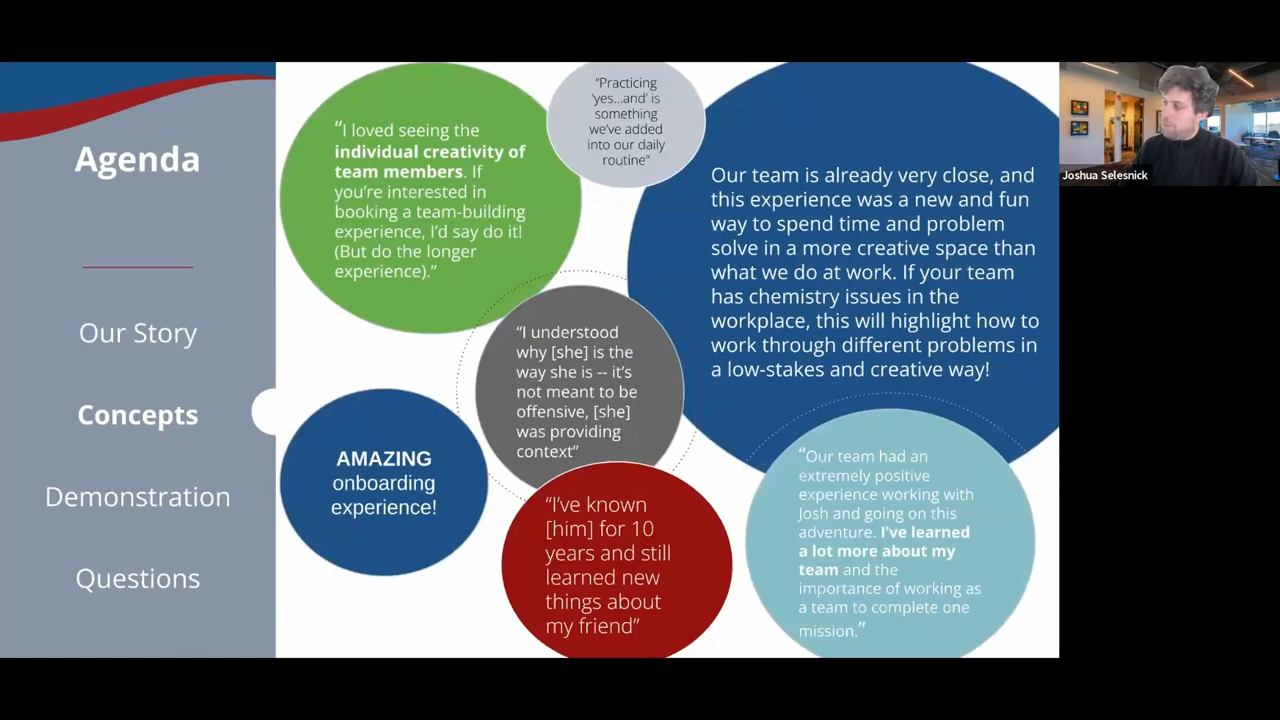 Agenda
Our Story
Concepts
Demonstration
Questions
“I loved seeing the
individual creativity of
team members. If
you’re interested in
booking a team-building
experience, I’d say do it!
(But do the longer
experience).”
“Practicing
‘yes...and’ is
something
we’ve added
into our daily
routine”
Our team is already very close, and
this experience was a new and fun
way to spend time and problem
solve in a more creative space than
what we do at work. If your team
has chemistry issues in the
workplace, this will highlight how to
work through different problems in
a low-stakes and creative way!
“I understood
why [she] is the
way she is -- it’s
not meant to be
offensive, [she]
was providing
context”
AMAZING
onboarding
experience!
“I’ve known
[him] for 10
years and still
learned new
things about
my friend”
“Our team had an
extremely positive
experience working with
Josh and going on this
adventure. I've learned
a lot more about my
team and the
importance of working as
a team to complete one
mission.”
Joshua Selesnick